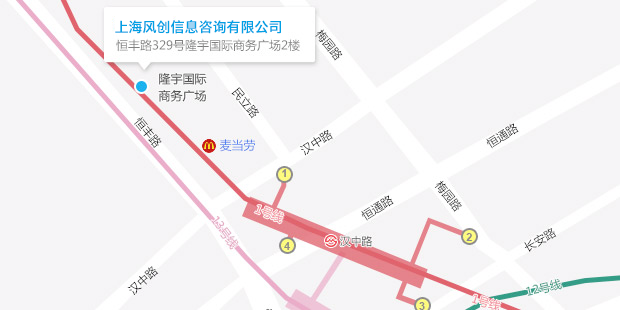 上海风创信息咨询有限公司
恒丰路329号隆宇国际商务广场2楼
梅园路
隆宇国际
商务广场
民立路
恒丰路
麦当劳
汉中路
恒通路
1
梅园路
恒通路
1号线
13号线
4
汉中路
2
长安路
汉中路
12号线
3
1号线